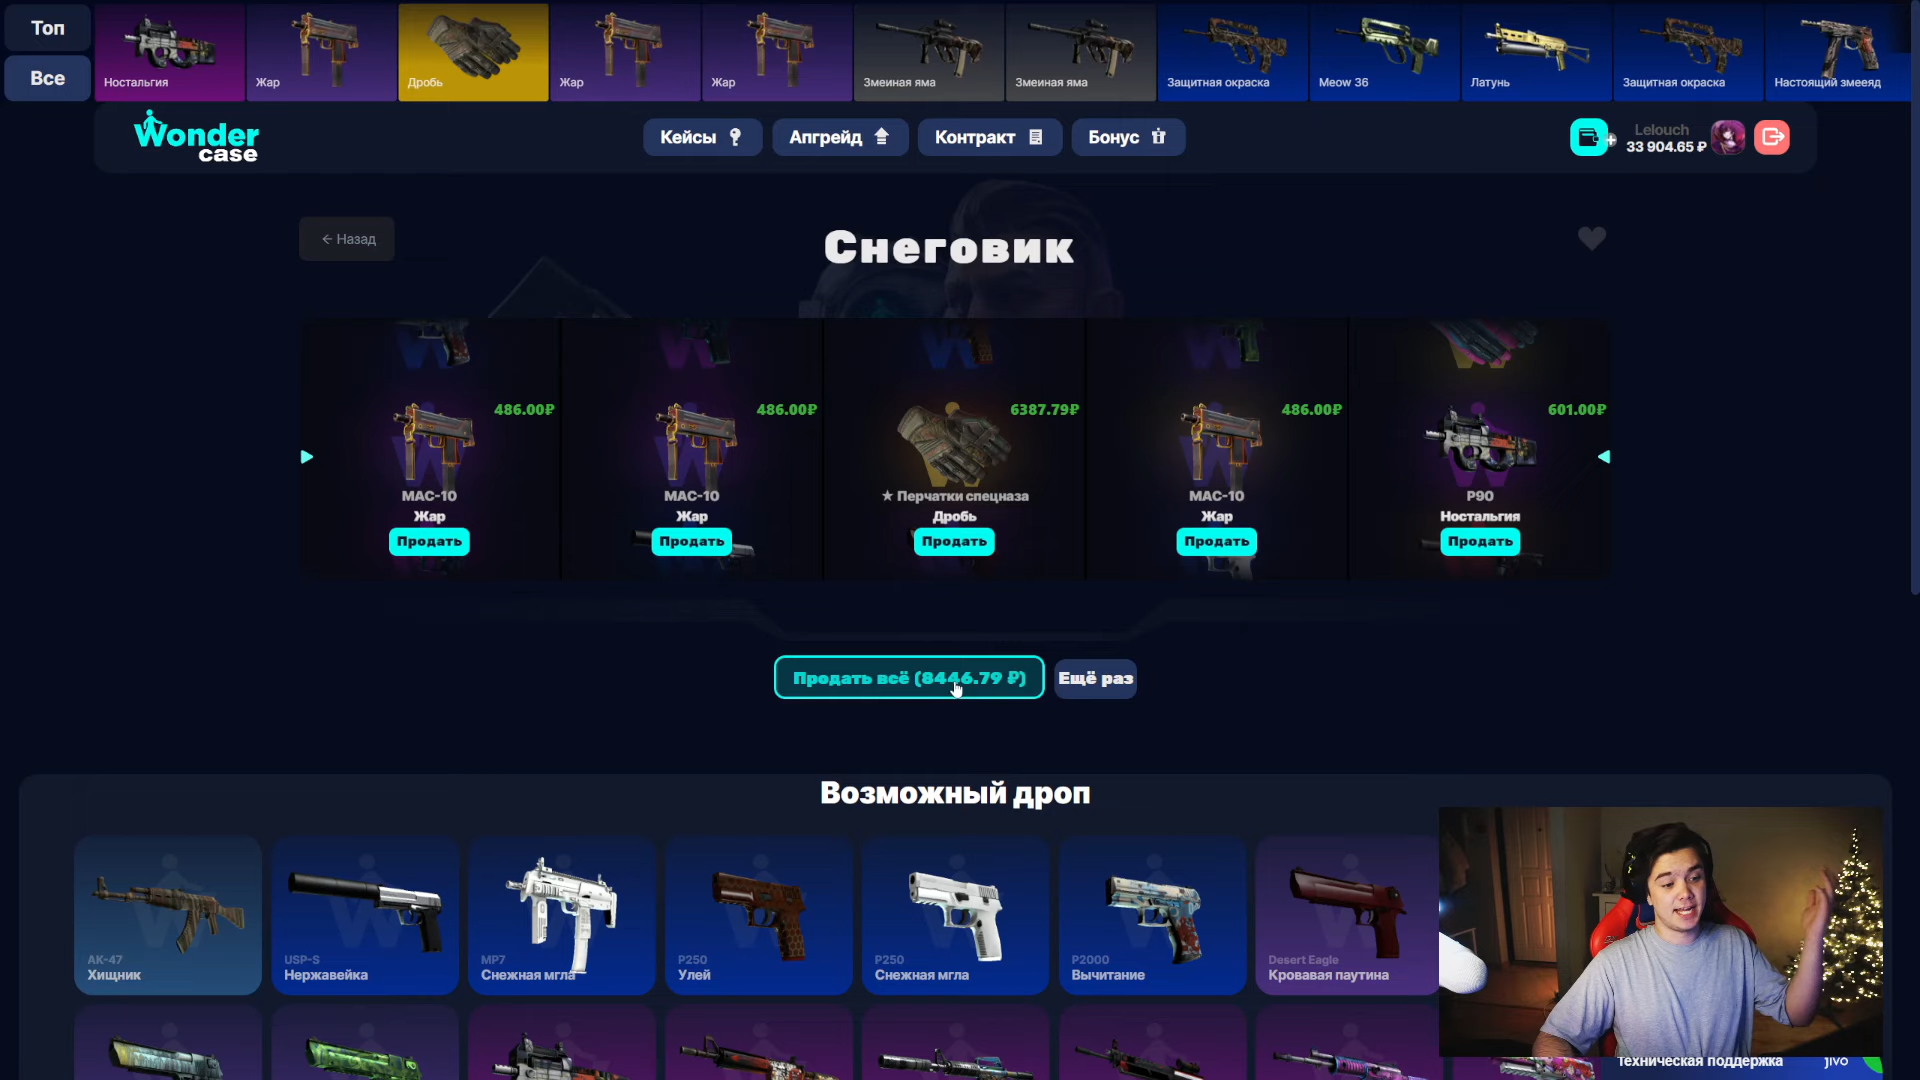 Топ
Все
Ностальгия
Жар
Дробь
Жар
Жар
Змеиная яма
Змеиная яма
Защитная окраска
Meow 36
Латунь
Защитная окраска
Настоящий змееяд
Wonder
case
Кейсы
Апгрейд
Контракт
Бонус
Lelouch
33 904.65 ₽
← Назад
Снеговик
486.00₽
486.00₽
6387.79₽
486.00₽
601.00₽
MAC-10
Жар
Продать
MAC-10
Жар
Продать
★ Перчатки спецназа
Дробь
Продать
MAC-10
Жар
Продать
P90
Ностальгия
Продать
Продать всё (8446.79 ₽)
Ещё раз
Возможный дроп
AK-47
Хищник
USP-S
Нержавейка
MP7
Снежная мгла
P250
Улей
P250
Снежная мгла
P2000
Вычитание
Desert Eagle
Кровавая паутина
Техническая поддержка
jivo